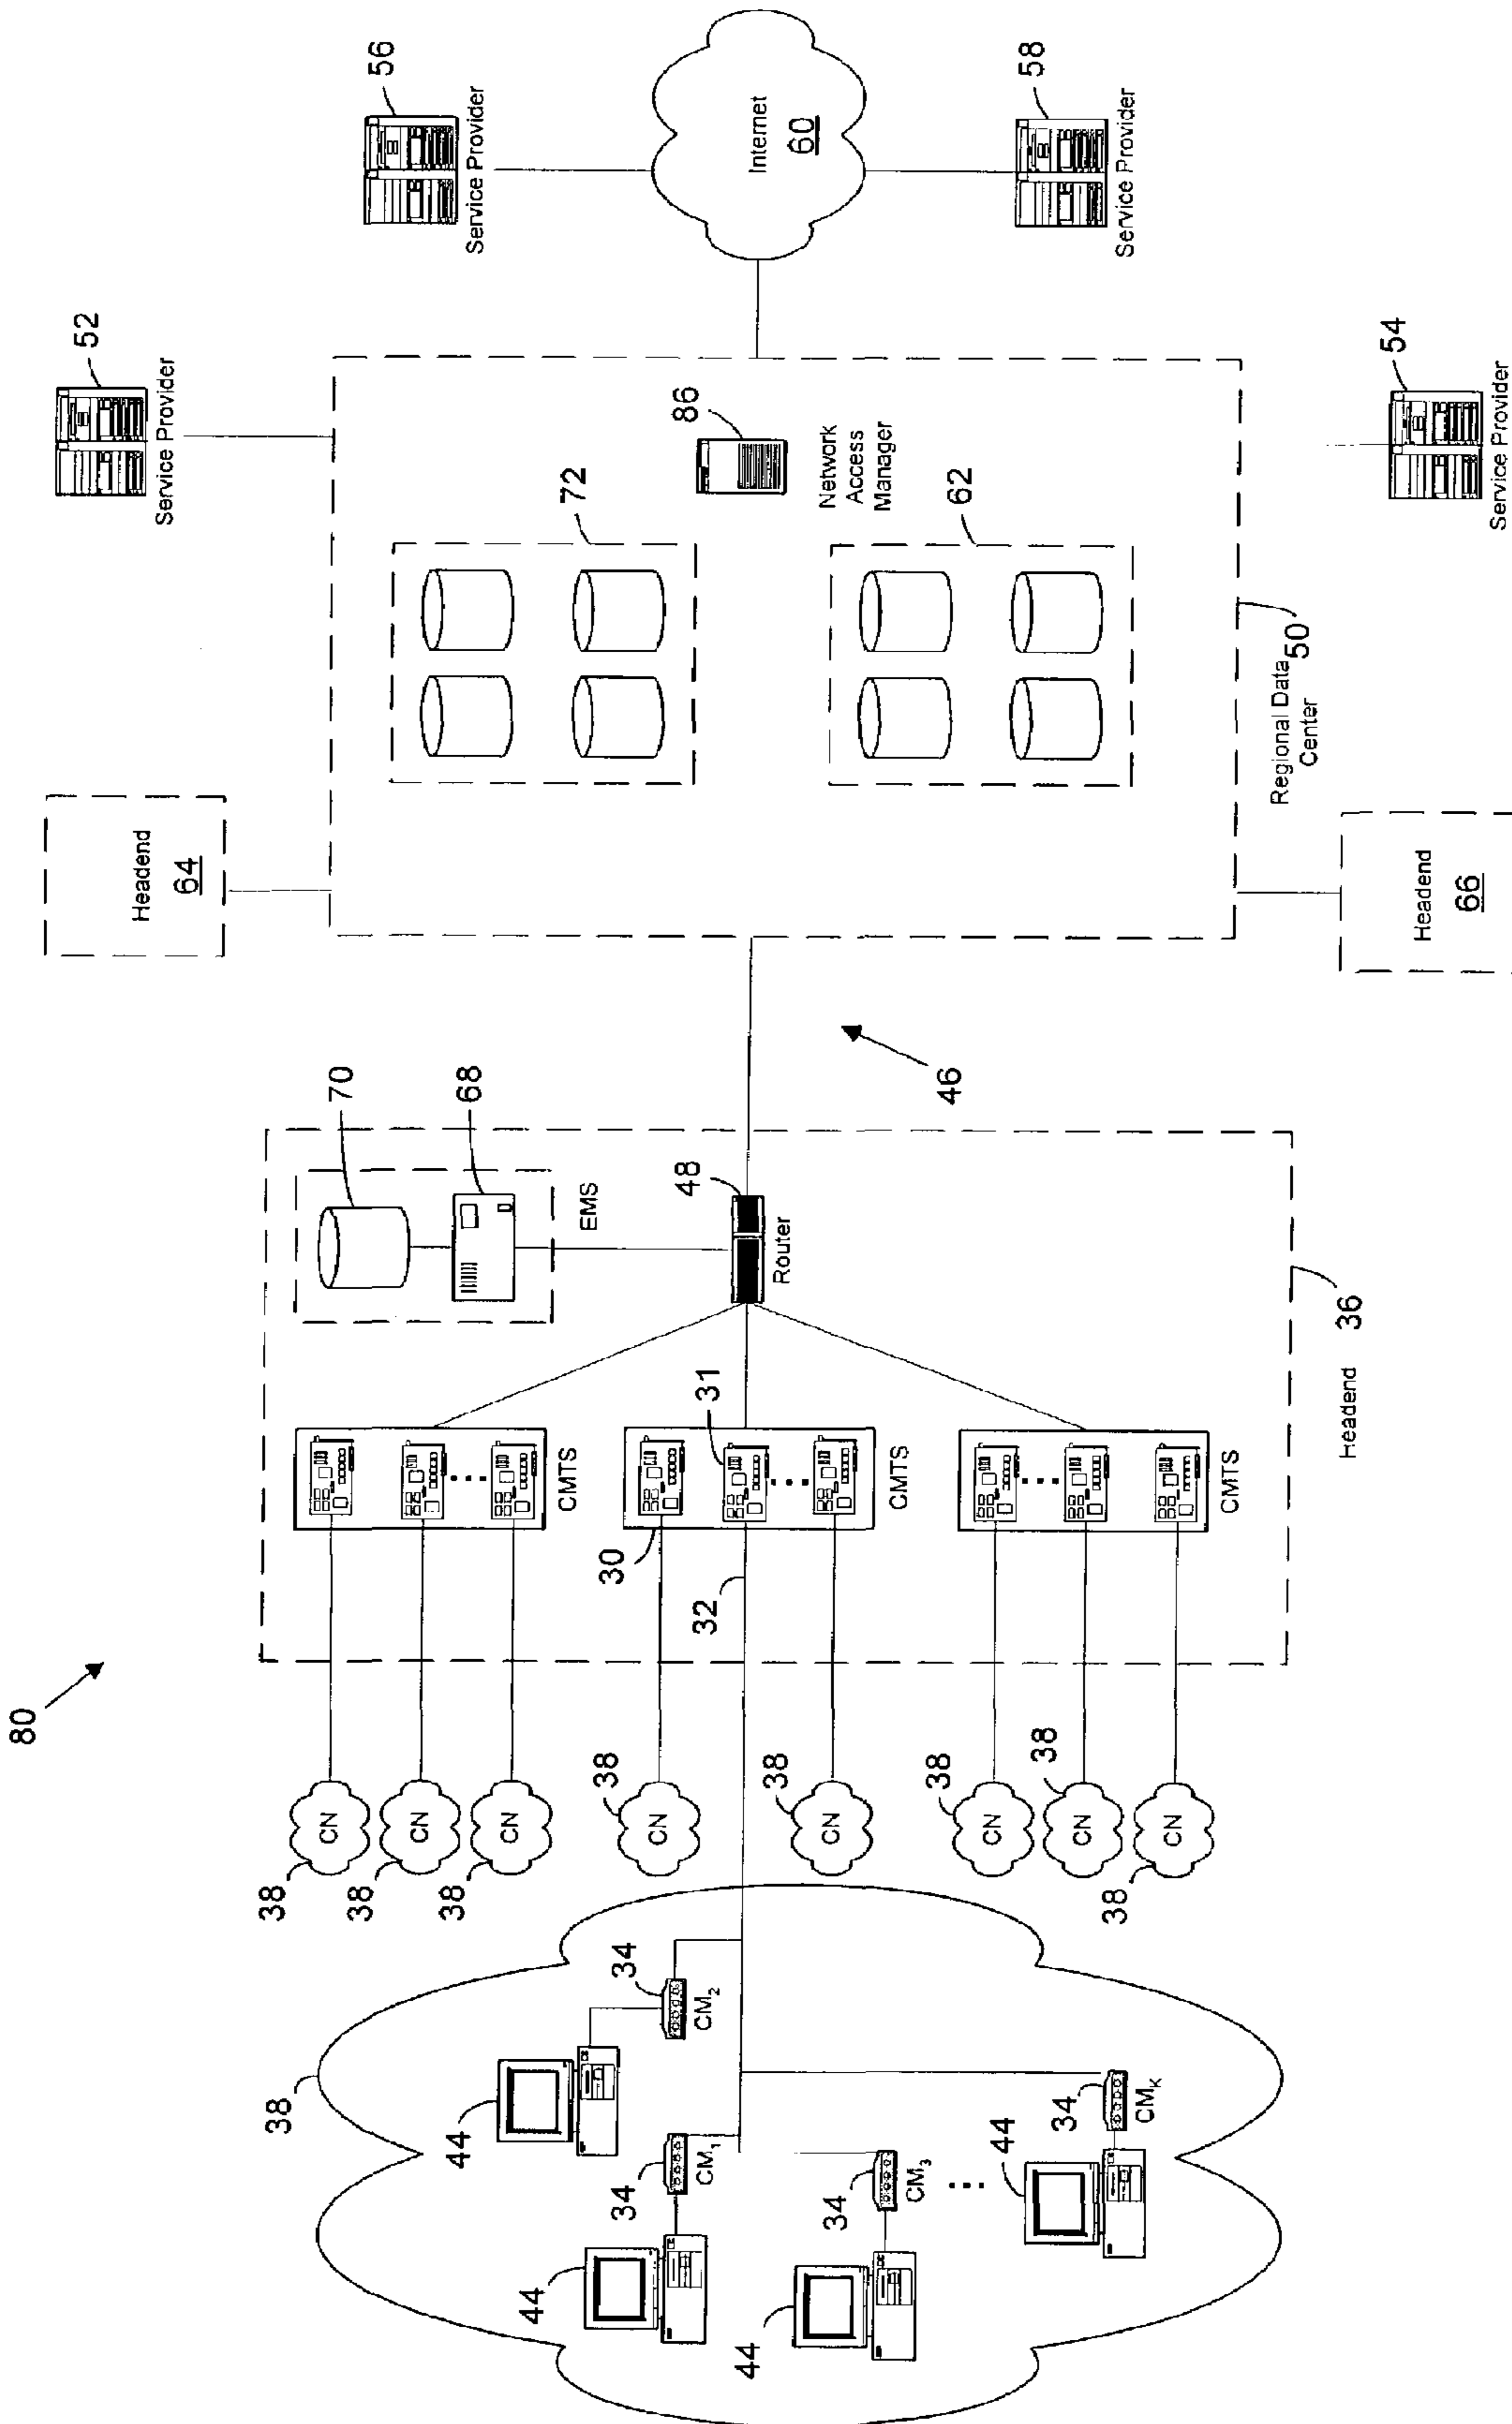 80
38
44
34
CM₂
44
34
CM₁
44
34
CM₃
...
44
34
CMₖ
38
CN
38
CN
38
CN
38
CN
38
CN
38
CN
38
CN
38
CN
32
30
31
CMTS
CMTS
CMTS
70
68
EMS
48
Router
Headend
36
46
Headend
64
Headend
66
72
62
86
Network
Access
Manager
Regional Data
Center
50
52
Service Provider
54
Service Provider
56
Service Provider
58
Service Provider
Internet
60